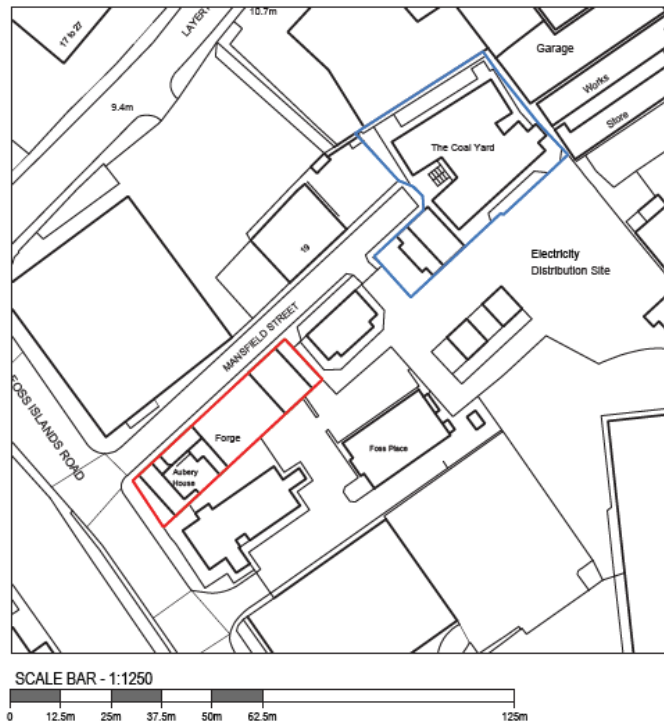 17 to 27
LAYERT
10.7m
Garage
9.4m
Works
The Coal Yard
Store
19
Electricity
Distribution Site
MANSFIELD STREET
FOSS ISLANDS ROAD
Forge
Foss Place
Aubery
House
SCALE BAR - 1:1250
0 12.5m 25m 37.5m 50m 62.5m 125m